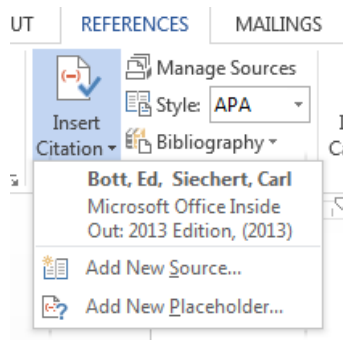 UT REFERENCES MAILINGS
Manage Sources
Style: APA
Insert
Citation
Bibliography
Bott, Ed, Siechert, Carl
Microsoft Office Inside
Out: 2013 Edition, (2013)
Add New Source...
Add New Placeholder...